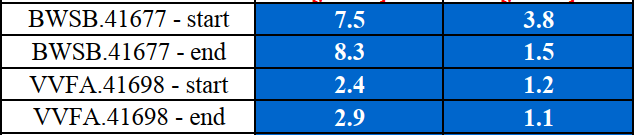 BWSB.41677 - start 7.5 3.8
BWSB.41677 - end 8.3 1.5
VVFA.41698 - start 2.4 1.2
VVFA.41698 - end 2.9 1.1